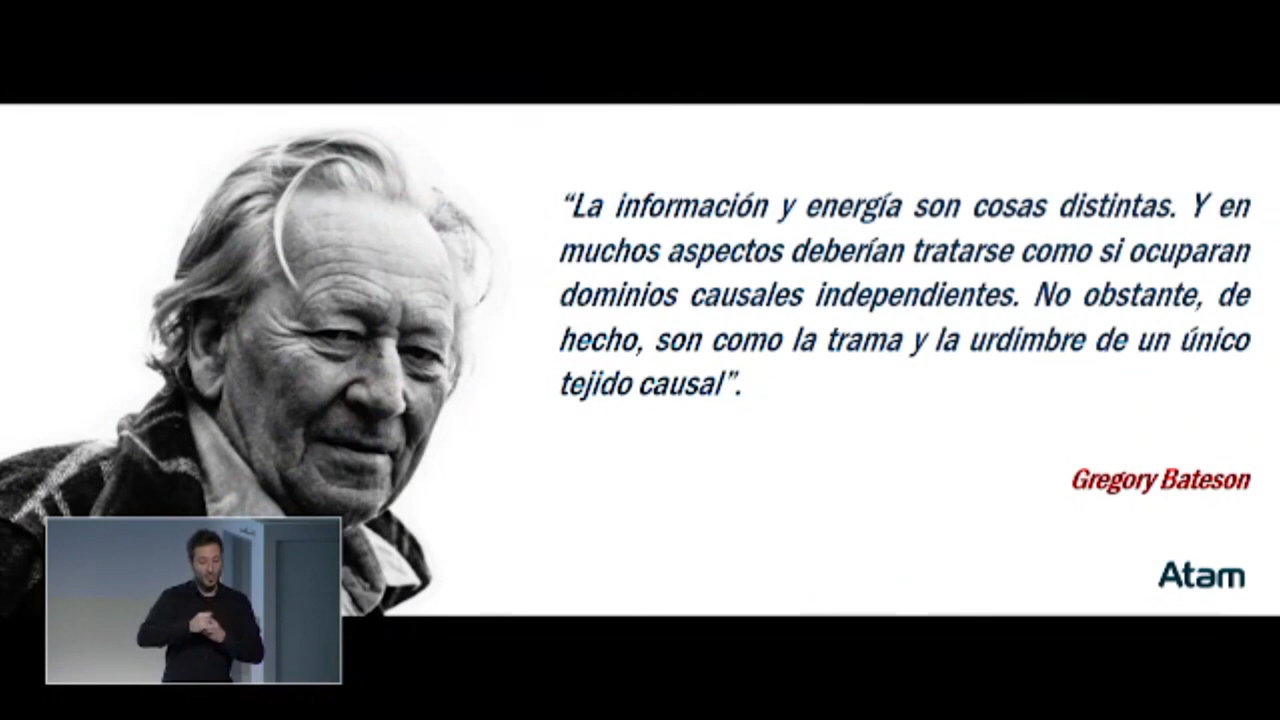 “La información y energía son cosas distintas. Y en
muchos aspectos deberían tratarse como si ocuparan
dominios causales independientes. No obstante, de
hecho, son como la trama y la urdimbre de un único
tejido causal”.
Gregory Bateson
Atam